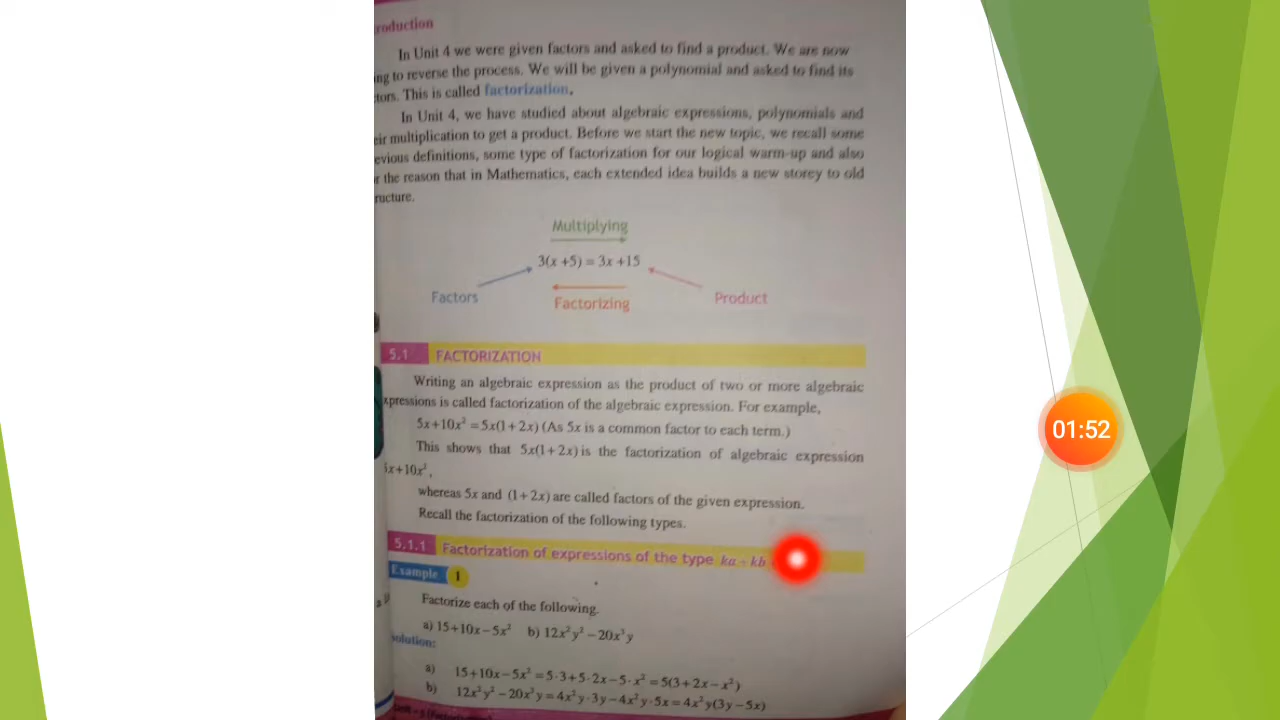 roduction
In Unit 4 we were given factors and asked to find a product. We are now
ng to reverse the process. We will be given a polynomial and asked to find its
tors. This is called factorization.
In Unit 4, we have studied about algebraic expressions, polynomials and
eir multiplication to get a product. Before we start the new topic, we recall some
evious definitions, some type of factorization for our logical warm-up and also
r the reason that in Mathematics, each extended idea builds a new storey to old
ructure.
Multiplying
3(x +5) = 3x +15
Factors
Factorizing
Product
5.1 FACTORIZATION
Writing an algebraic expression as the product of two or more algebraic
xpressions is called factorization of the algebraic expression. For example,
5x+10x² = 5x(1+2x) (As 5x is a common factor to each term.)
This shows that 5x(1+2x) is the factorization of algebraic expression
5x+10x²,
whereas 5x and (1+2x) are called factors of the given expression.
Recall the factorization of the following types.
5.1.1 Factorization of expressions of the type ka + kb
01:52
Example 1
Factorize each of the following.
a) 15+10x−5x² b) 12x²y² − 20x³y
solution:
a) 15+10x−5x² = 5·3+5·2x−5·x² = 5(3+2x−x²)
b) 12x²y² − 20x³y = 4x²y·3y−4x²y·5x = 4x²y(3y−5x)